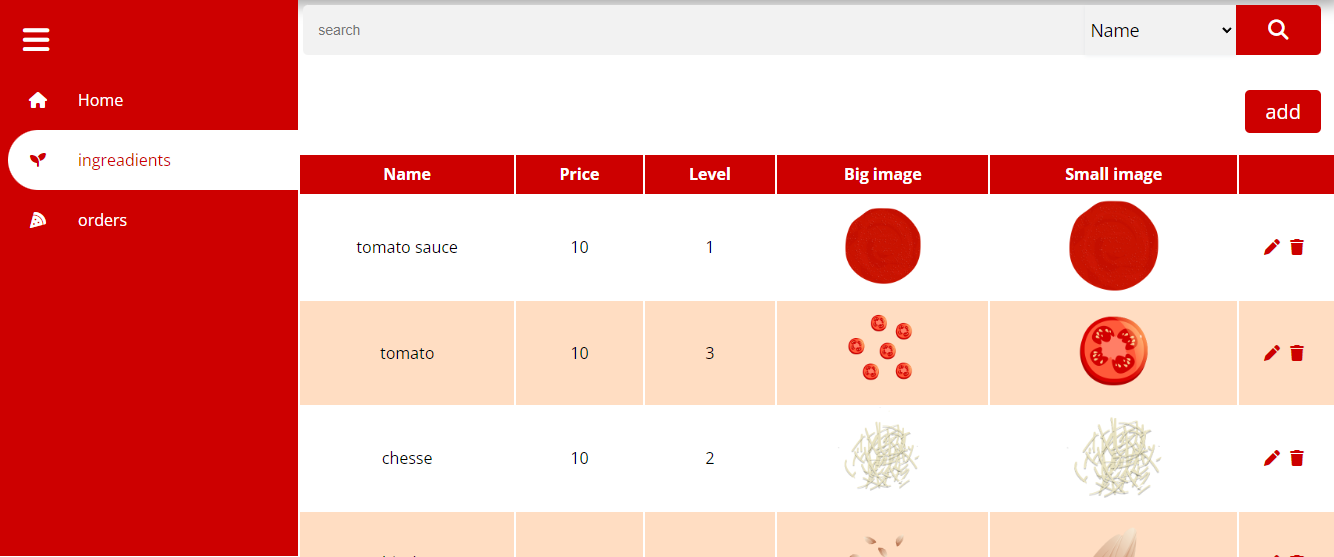 search
Name
Home
add
ingreadients
Name Price Level Big image Small image
orders
tomato sauce 10 1
tomato 10 3
chesse 10 2